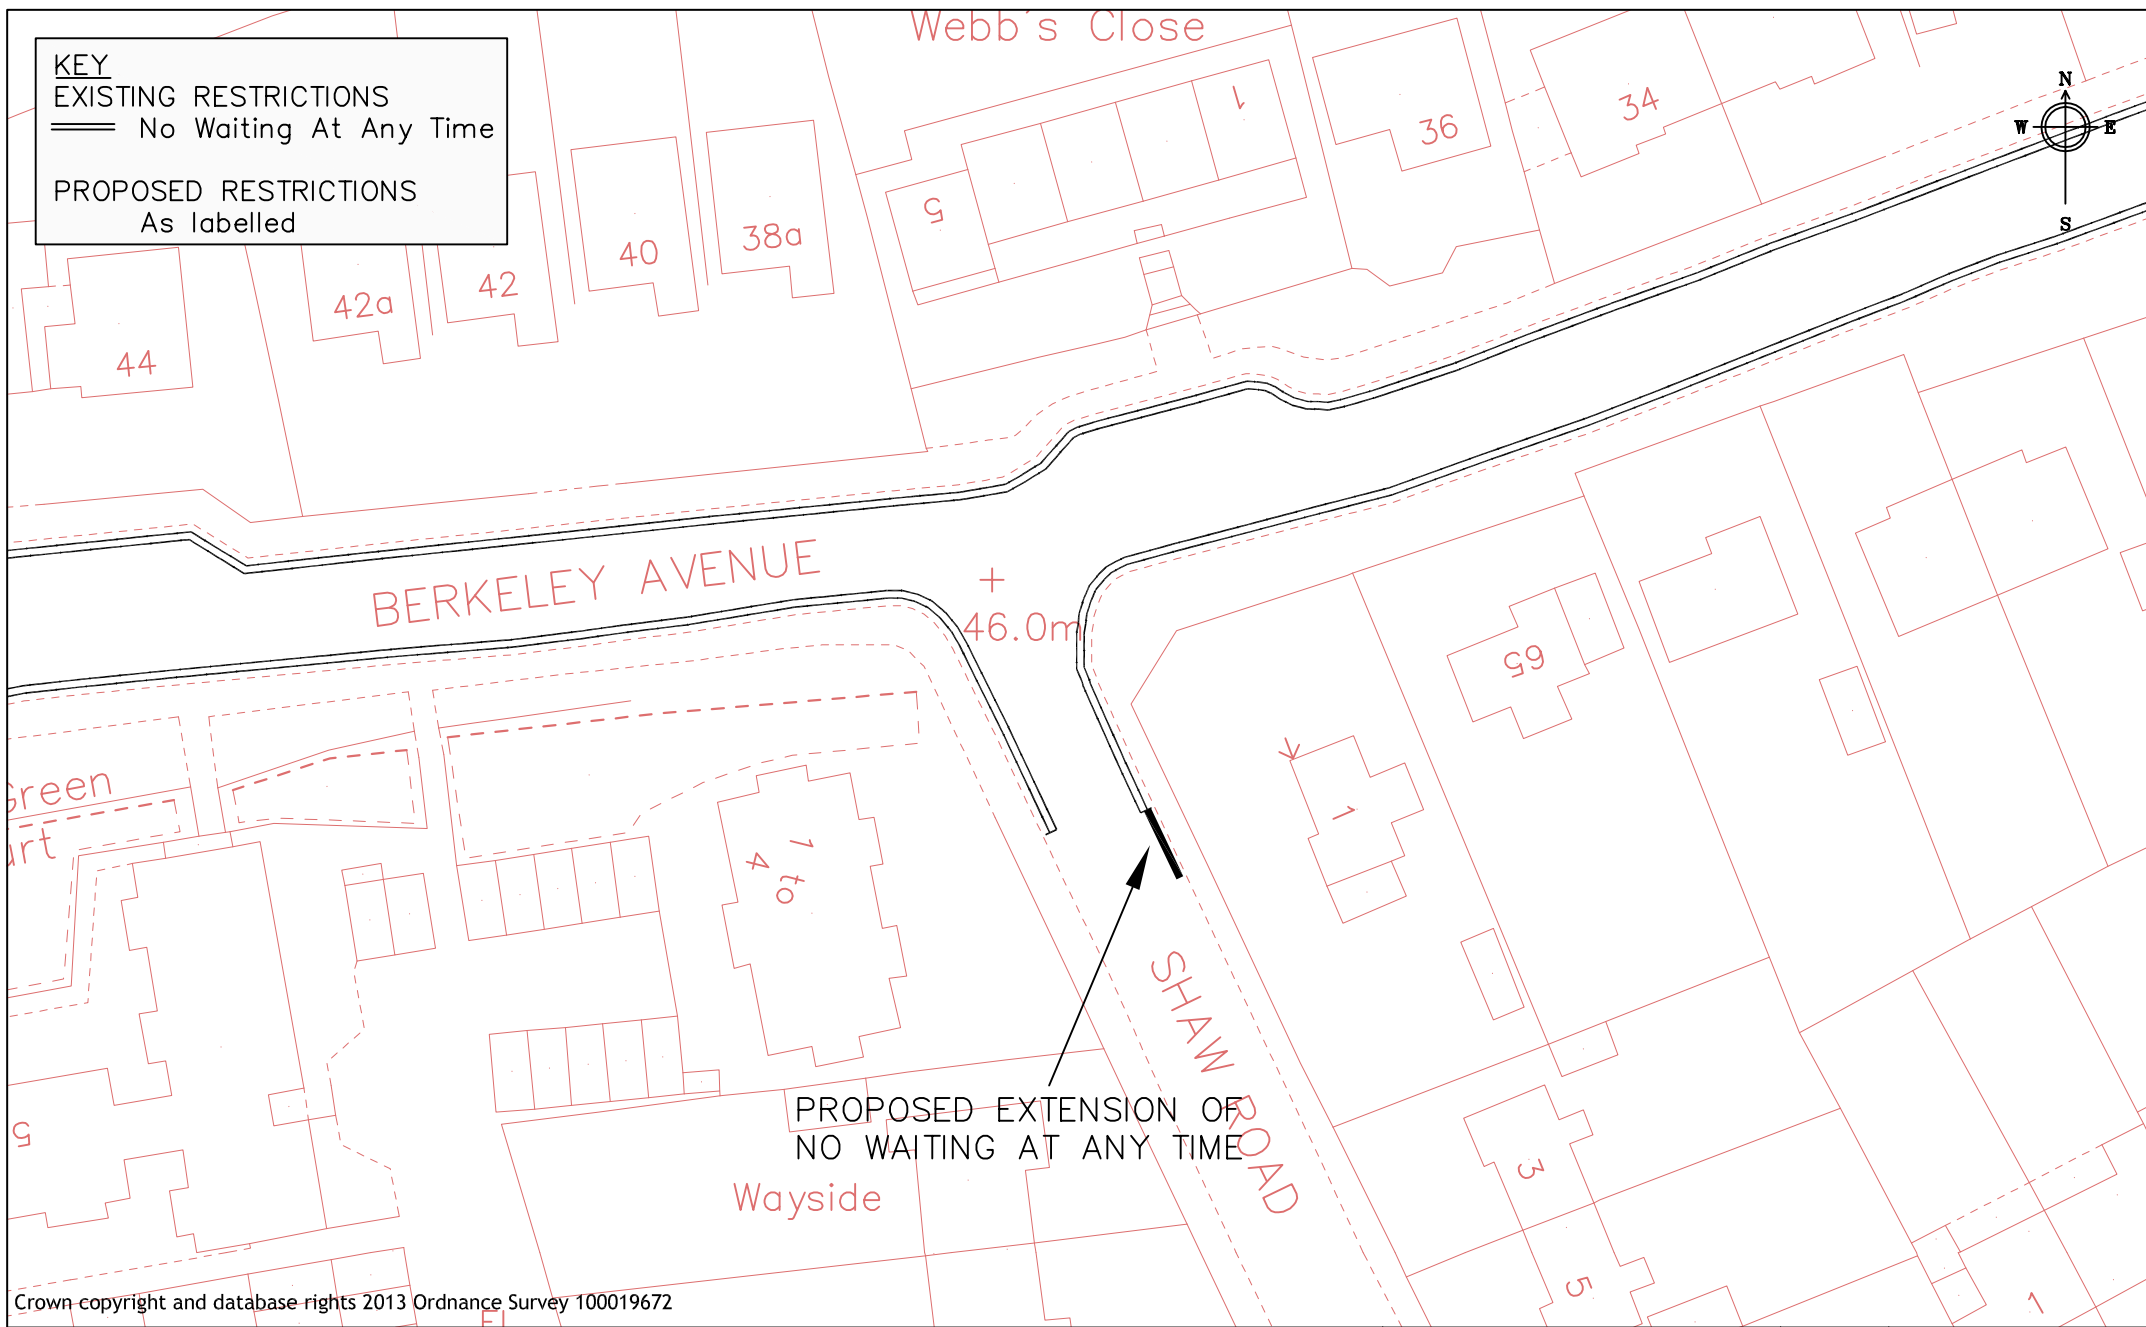 Webb's Close
KEY
EXISTING RESTRICTIONS
No Waiting At Any Time
PROPOSED RESTRICTIONS
As labelled
N
W E
S
1
36
34
5
38a
40
42
42a
44
BERKELEY AVENUE
46.0m
65
1
Green
1 to
4
SHAW ROAD
PROPOSED EXTENSION OF
NO WAITING AT ANY TIME
5
3
Wayside
5
1
Crown copyright and database rights 2013 Ordnance Survey 100019672